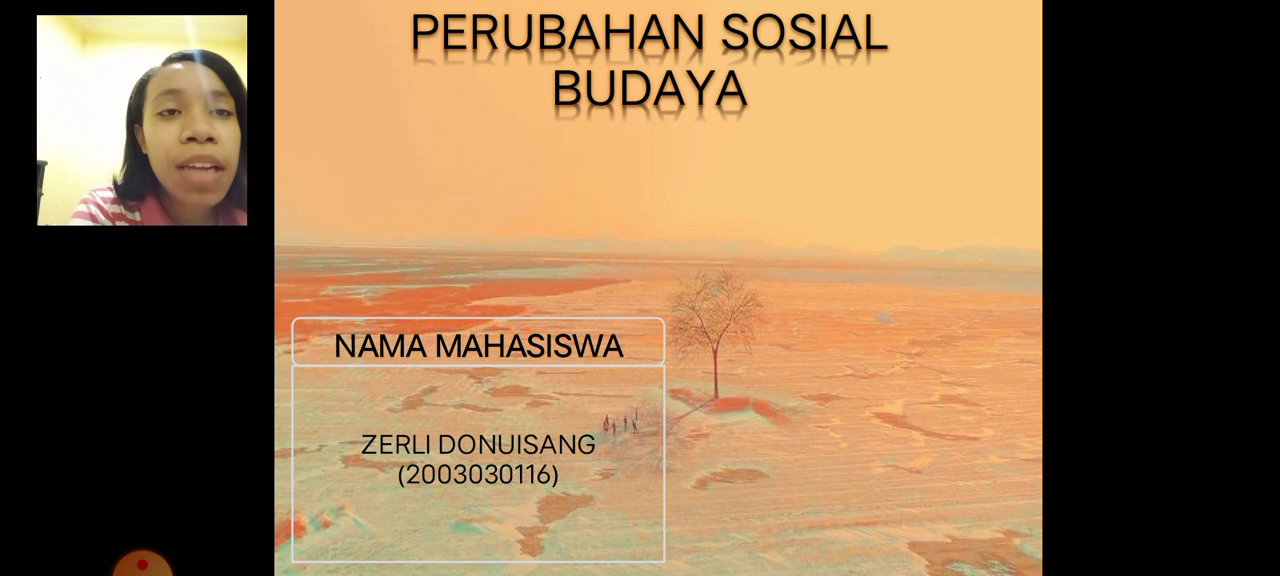 PERUBAHAN SOSIAL
BUDAYA
NAMA MAHASISWA
ZERLI DONUISANG
(2003030116)